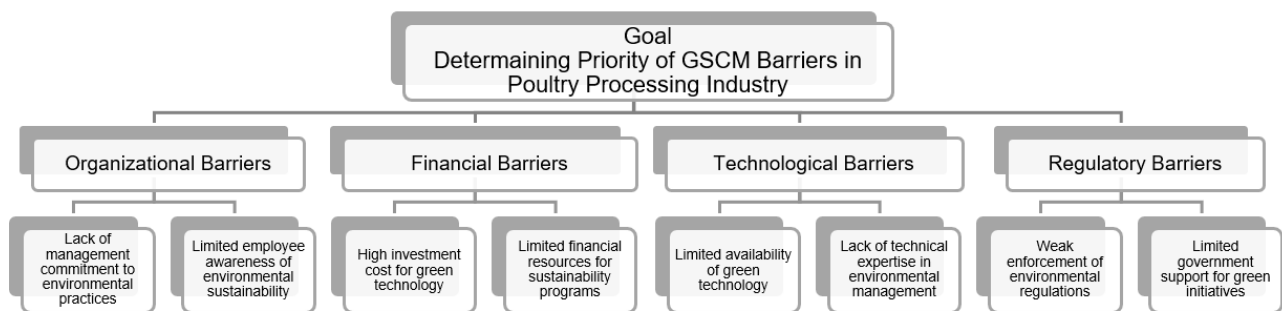 Goal
Determaining Priority of GSCM Barriers in
Poultry Processing Industry
Organizational Barriers
Financial Barriers
Technological Barriers
Regulatory Barriers
Lack of
management
commitment to
environmental
practices
Limited employee
awareness of
environmental
sustainability
High investment
cost for green
technology
Limited financial
resources for
sustainability
programs
Limited availability
of green
technology
Lack of technical
expertise in
environmental
management
Weak
enforcement of
environmental
regulations
Limited
government
support for green
initiatives